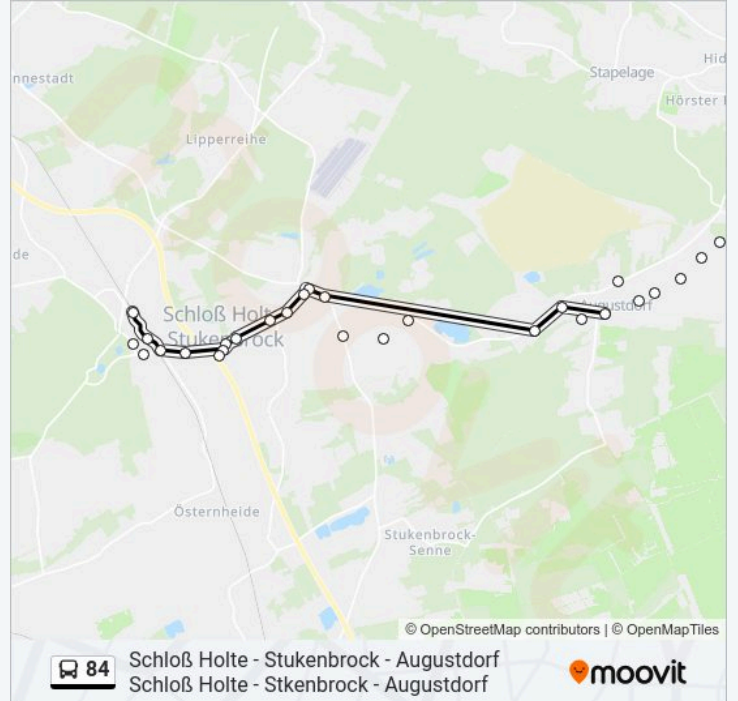 Hid
nnestadt
Stapelage
Hörster
Lipperreihe
de
Schloß Holte
Stukenbrock
Augustdorf
Östernheide
Stukenbrock-
Senne
© OpenStreetMap contributors | © OpenMapTiles
84
Schloß Holte - Stukenbrock - Augustdorf
Schloß Holte - Stkenbrock - Augustdorf
moovit